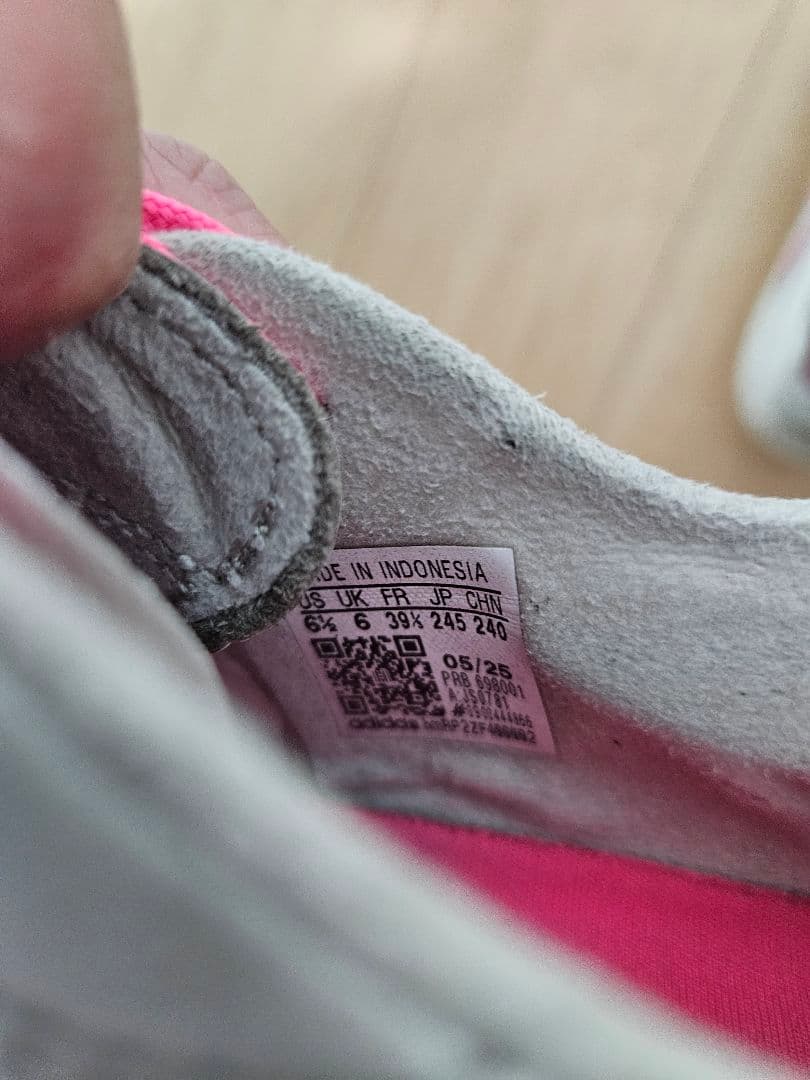 DE IN INDONESIA
US UK FR JP CHN
6½ 6 39⅓ 245 240
05/25
PRB 698001
adidas